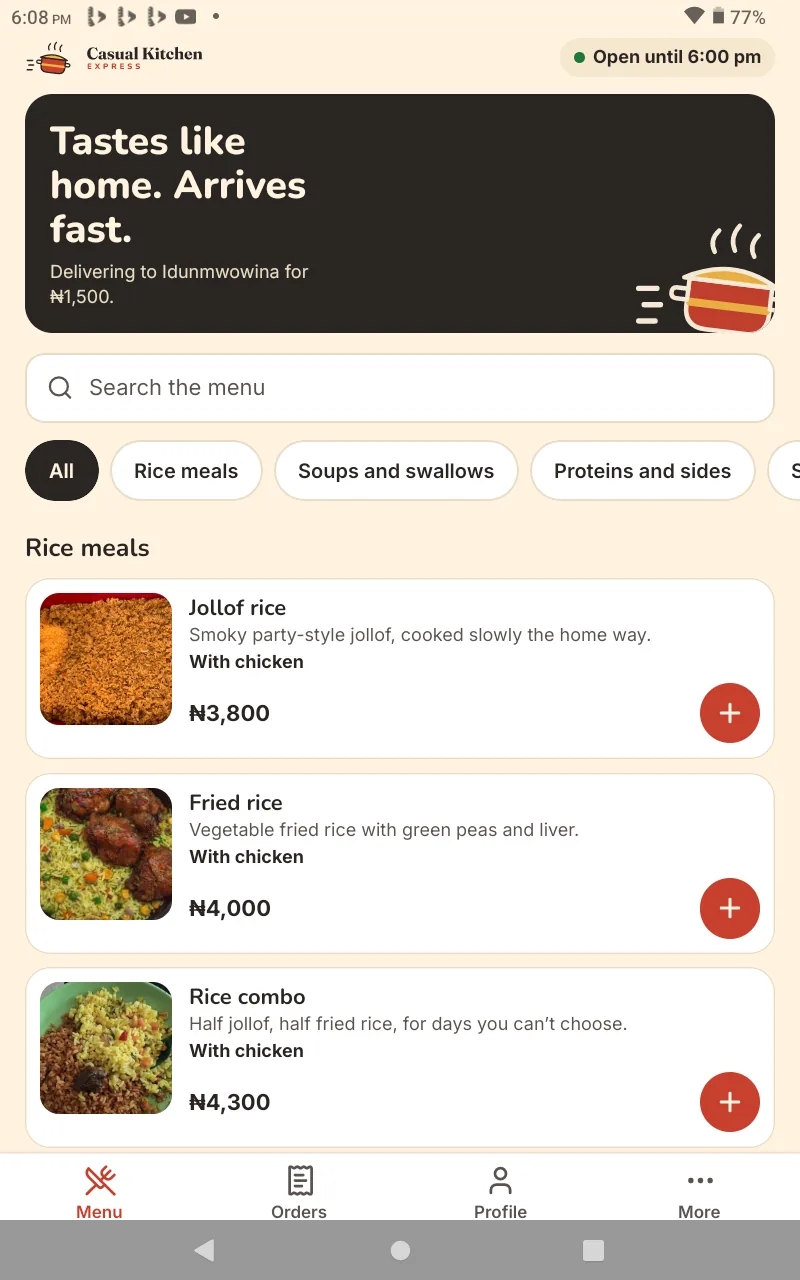 6:08 PM
77%
Casual Kitchen
EXPRESS
Open until 6:00 pm
Tastes like
home. Arrives
fast.
Delivering to Idunmwowina for
₦1,500.
Search the menu
All
Rice meals
Soups and swallows
Proteins and sides
S
Rice meals
Jollof rice
Smoky party-style jollof, cooked slowly the home way.
With chicken
₦3,800
Fried rice
Vegetable fried rice with green peas and liver.
With chicken
₦4,000
Rice combo
Half jollof, half fried rice, for days you can’t choose.
With chicken
₦4,300
Menu
Orders
Profile
More